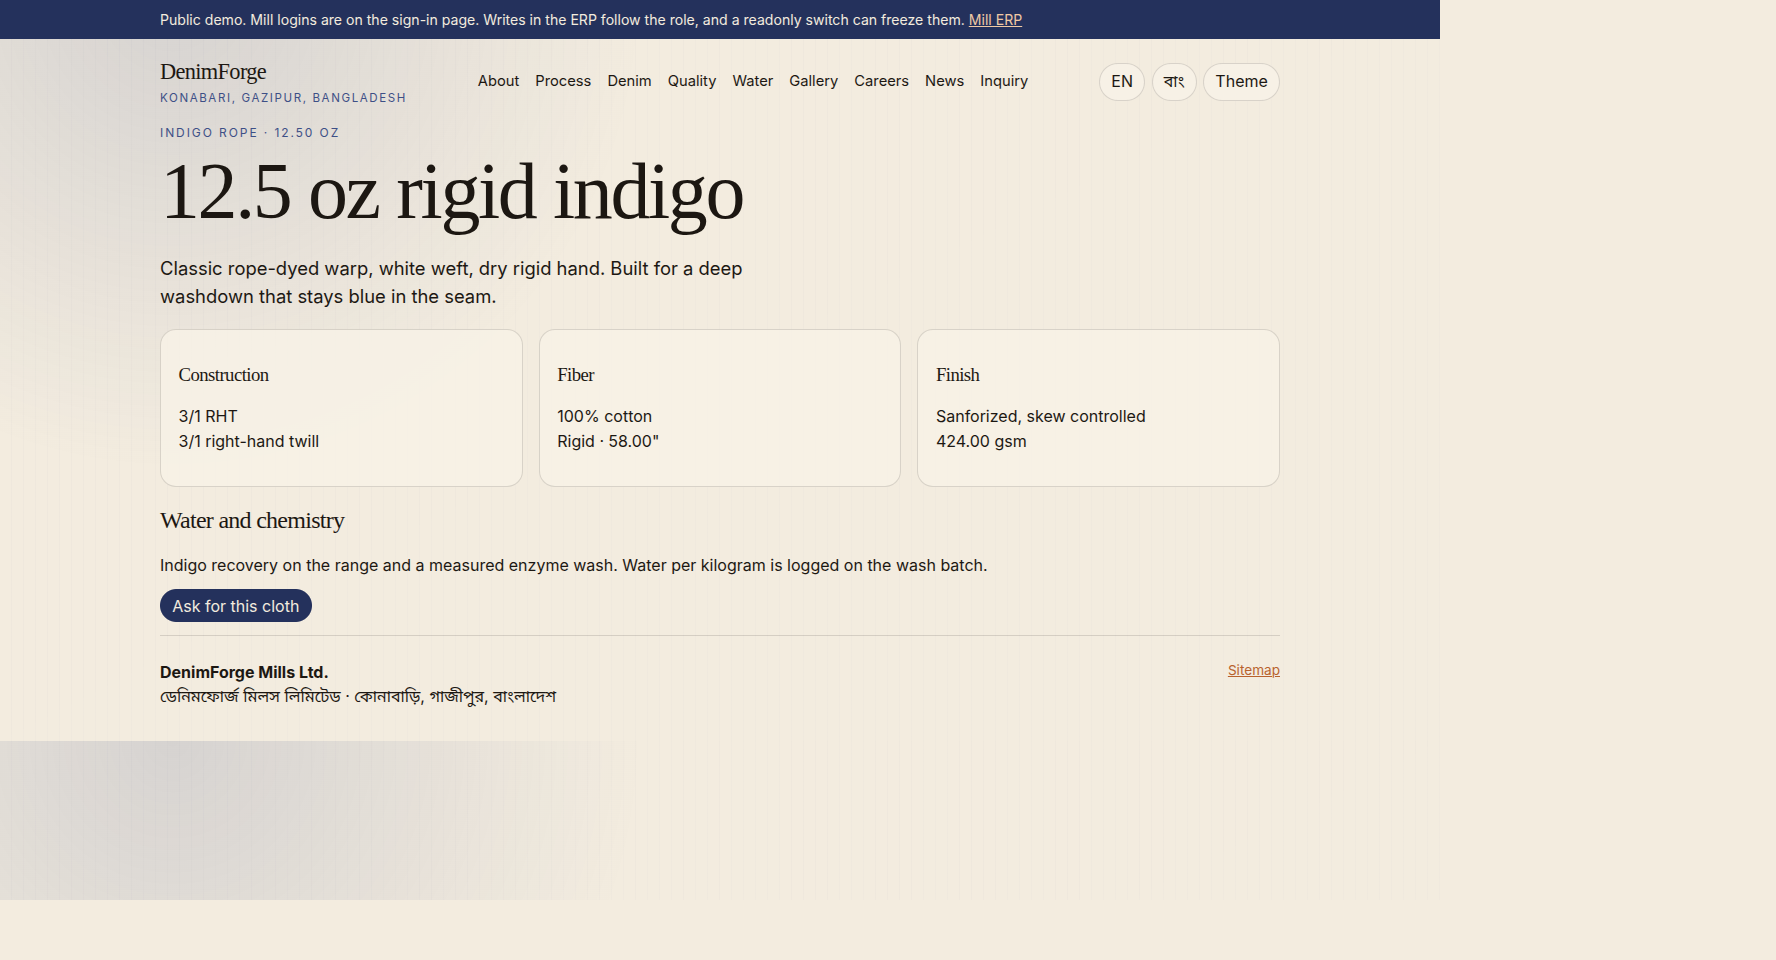 Public demo. Mill logins are on the sign-in page. Writes in the ERP follow the role, and a readonly switch can freeze them. Mill ERP
DenimForge
KONABARI, GAZIPUR, BANGLADESH
About Process Denim Quality Water Gallery Careers News Inquiry
EN বাং Theme
INDIGO ROPE · 12.50 OZ
12.5 oz rigid indigo
Classic rope-dyed warp, white weft, dry rigid hand. Built for a deep
washdown that stays blue in the seam.
Construction
3/1 RHT
3/1 right-hand twill
Fiber
100% cotton
Rigid · 58.00"
Finish
Sanforized, skew controlled
424.00 gsm
Water and chemistry
Indigo recovery on the range and a measured enzyme wash. Water per kilogram is logged on the wash batch.
Ask for this cloth
DenimForge Mills Ltd.
ডেনিমফোর্জ মিলস লিমিটেড · কোনাবাড়ি, গাজীপুর, বাংলাদেশ
Sitemap